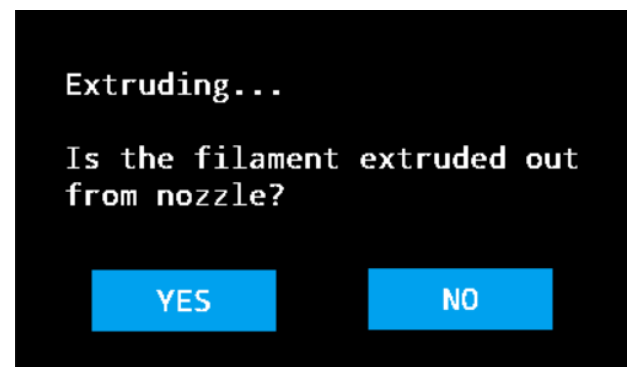 Extruding...
Is the filament extruded out
from nozzle?
YES
NO